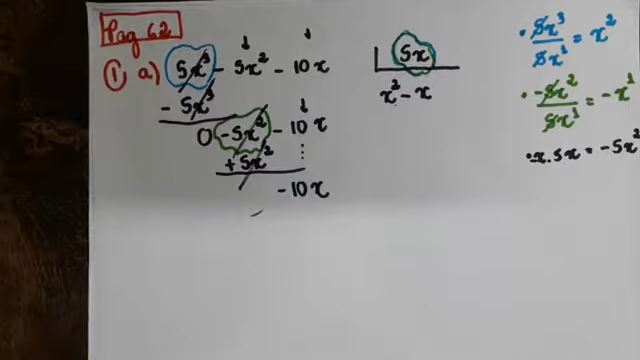 Pag 62
① a) 5x³ - 5x² - 10x 5x
- 5x³ x² - x
0 - 5x² - 10x
+ 5x²
- 10x
• 5x³ / 5x¹ = x²
• -5x² / 5x¹ = -x¹
• -x . 5x = -5x²